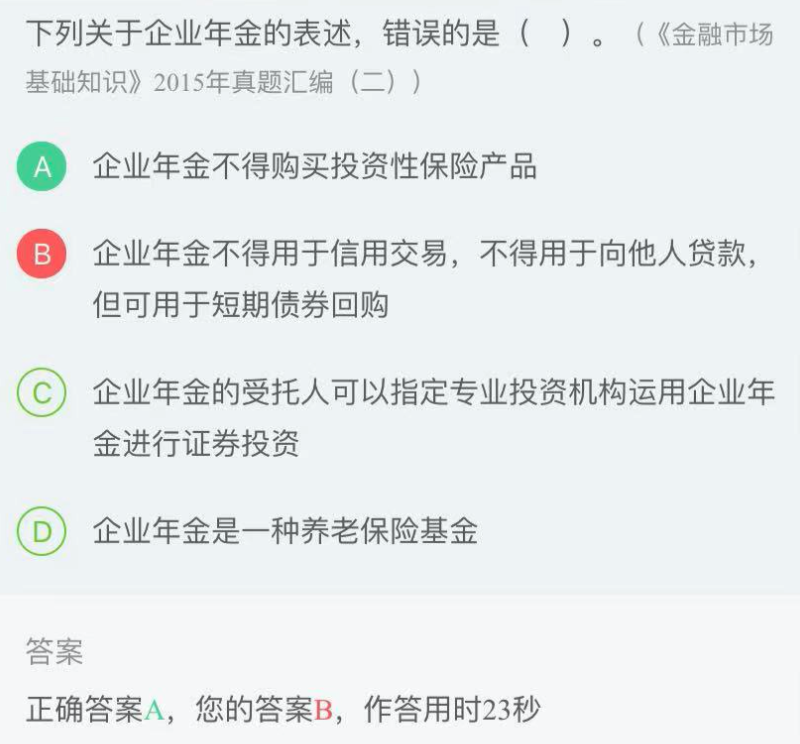 下列关于企业年金的表述，错误的是（ ）。（《金融市场
基础知识》2015年真题汇编（二））
A 企业年金不得购买投资性保险产品
B 企业年金不得用于信用交易，不得用于向他人贷款，
但可用于短期债券回购
C 企业年金的受托人可以指定专业投资机构运用企业年
金进行证券投资
D 企业年金是一种养老保险基金
答案
正确答案A，您的答案B，作答用时23秒